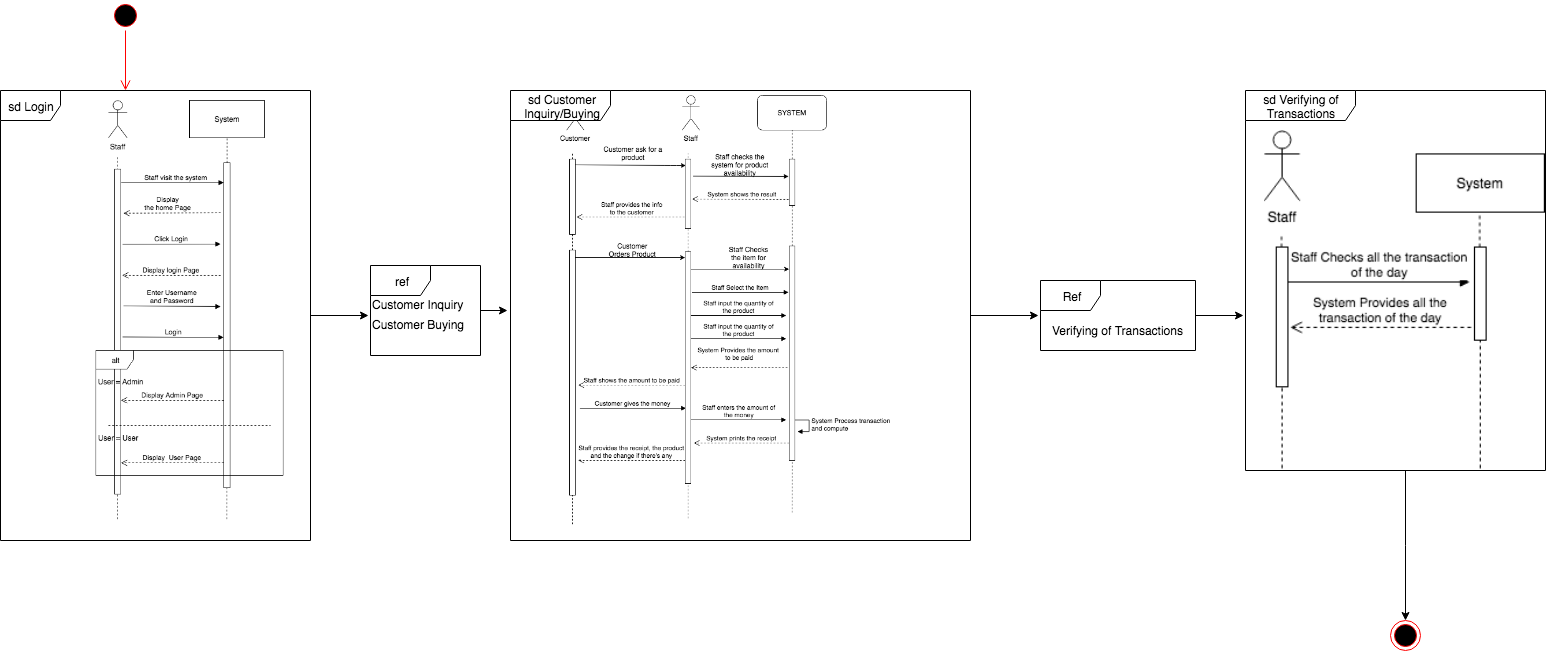 sd Login
Staff
System
Staff visit the system
Display
the home Page
Click Login
Display login Page
Enter Username
and Password
Login
alt
User = Admin
Display Admin Page
User = User
Display User Page
ref
Customer Inquiry
Customer Buying
sd Customer
Inquiry/Buying
Customer
Staff
SYSTEM
Customer ask for a
product
Staff checks the
system for product
availability
System shows the result
Staff provides the info
to the customer
Customer
Orders Product
Staff Checks
the item for
availability
Staff Select the Item
Staff input the quantity of
the product
Staff input the quantity of
the product
System Provides the amount
to be paid
Staff shows the amount to be paid
Customer gives the money
Staff enters the amount of
the money
System Process transaction
and compute
System prints the receipt
Staff provides the receipt, the product
and the change if there's any
Ref
Verifying of Transactions
sd Verifying of
Transactions
Staff
System
Staff Checks all the transaction
of the day
System Provides all the
transaction of the day